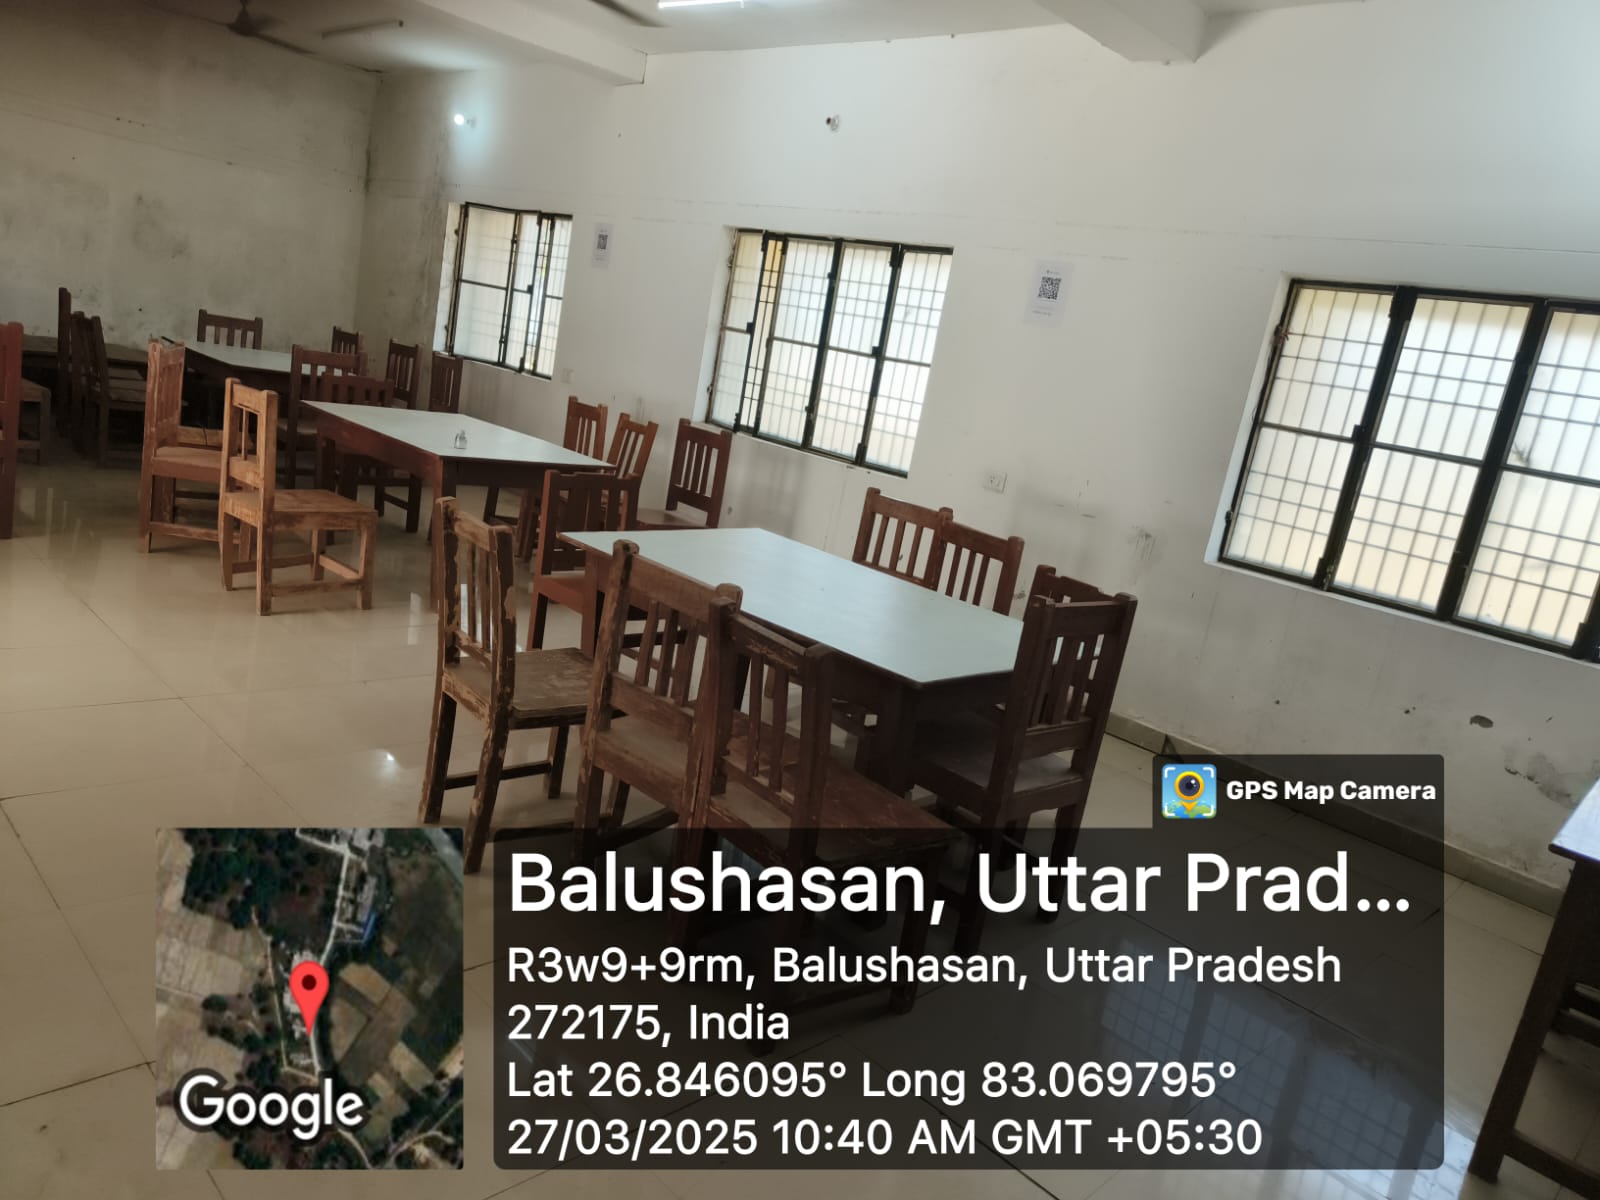 GPS Map Camera
Balushasan, Uttar Prad...
R3w9+9rm, Balushasan, Uttar Pradesh
272175, India
Lat 26.846095° Long 83.069795°
27/03/2025 10:40 AM GMT +05:30
Google